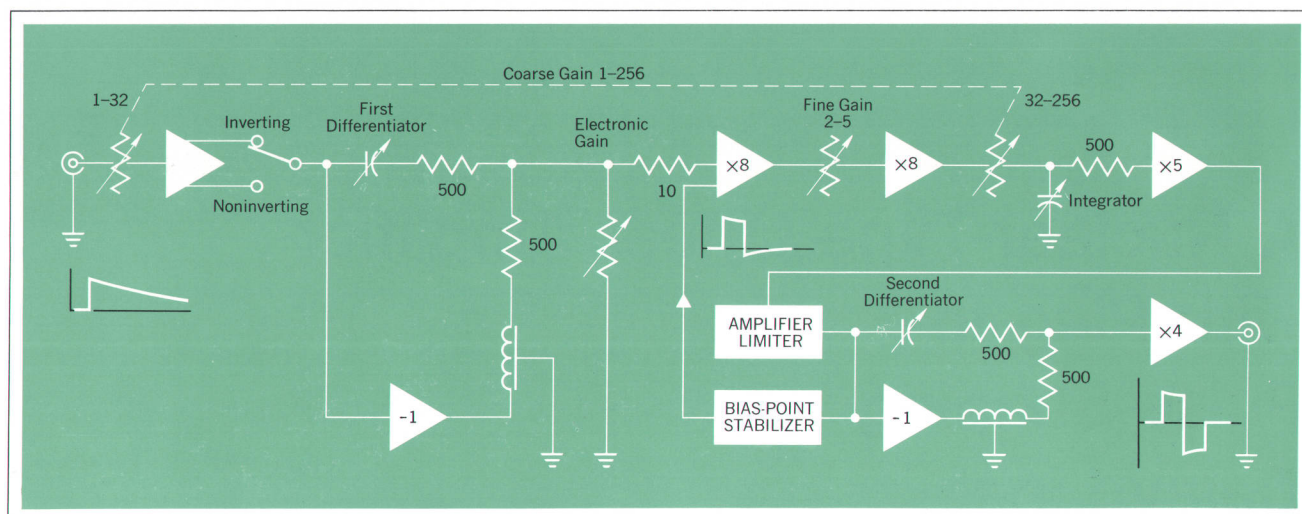 Coarse Gain 1–256
1–32
Inverting
Noninverting
First
Differentiator
500
500
Electronic
Gain
10
×8
Fine Gain
2–5
×8
32–256
500
Integrator
×5
-1
AMPLIFIER
LIMITER
BIAS-POINT
STABILIZER
Second
Differentiator
500
500
-1
×4